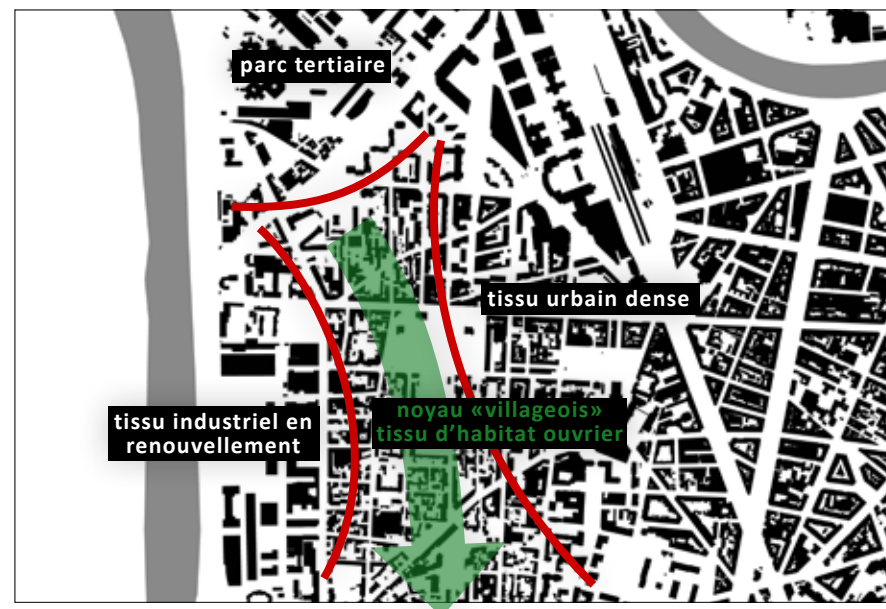 parc tertiaire
tissu urbain dense
tissu industriel en
renouvellement
noyau «villageois»
tissu d’habitat ouvrier